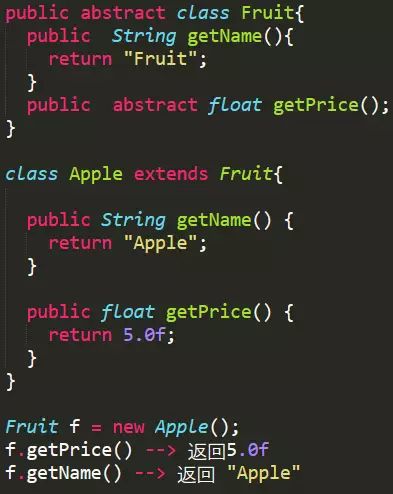 public abstract class Fruit{
public  String getName(){
return "Fruit";
}
public  abstract float getPrice();
}
class Apple extends Fruit{
public String getName() {
return "Apple";
}
public float getPrice() {
return 5.0f;
}
}
Fruit f = new Apple();
f.getPrice() --> 返回5.0f
f.getName() --> 返回 "Apple"